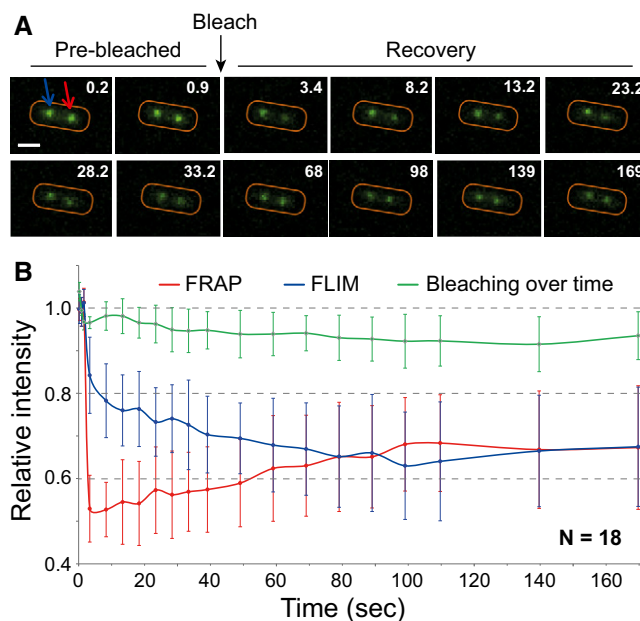 A
Bleach
Pre-bleached Recovery
0.2 0.9 3.4 8.2 13.2 23.2
28.2 33.2 68 98 139 169
B
FRAP FLIM Bleaching over time
1.0
0.8
0.6
0.4
Relative intensity
N = 18
0 20 40 60 80 100 120 140 160
Time (sec)